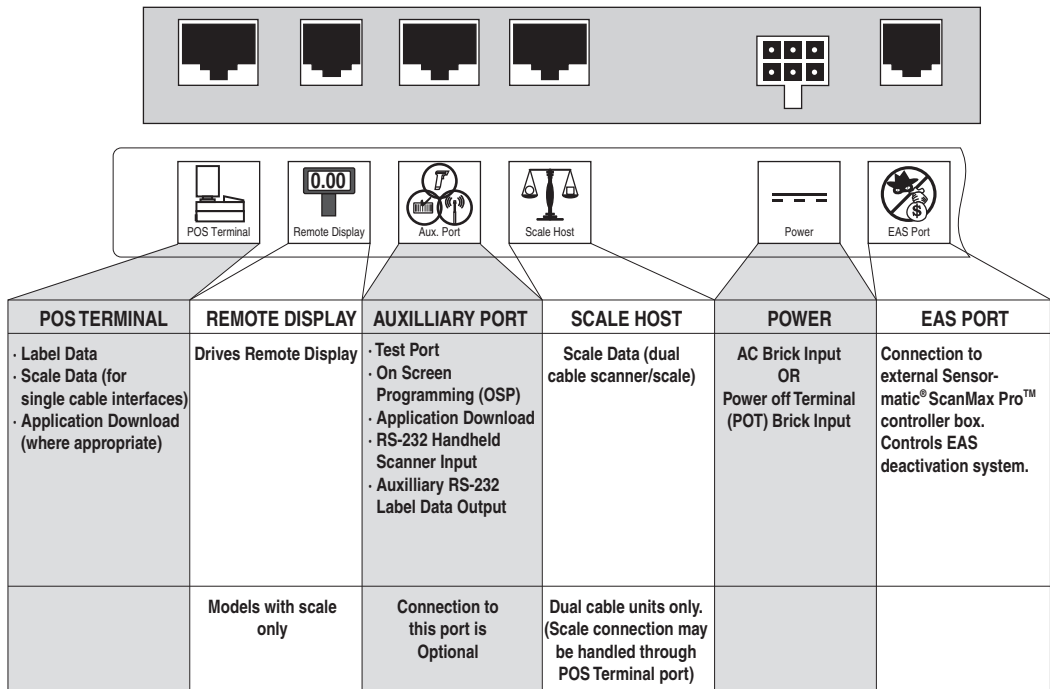 0.00
$
POS Terminal
Remote Display
Aux. Port
Scale Host
Power
EAS Port
POS TERMINAL
· Label Data
· Scale Data (for
single cable interfaces)
· Application Download
(where appropriate)
REMOTE DISPLAY
Drives Remote Display
Models with scale
only
AUXILLIARY PORT
· Test Port
· On Screen
Programming (OSP)
· Application Download
· RS-232 Handheld
Scanner Input
· Auxilliary RS-232
Label Data Output
Connection to
this port is
Optional
SCALE HOST
Scale Data (dual
cable scanner/scale)
Dual cable units only.
(Scale connection may
be handled through
POS Terminal port)
POWER
AC Brick Input
OR
Power off Terminal
(POT) Brick Input
EAS PORT
Connection to
external Sensor-
matic® ScanMax Pro™
controller box.
Controls EAS
deactivation system.